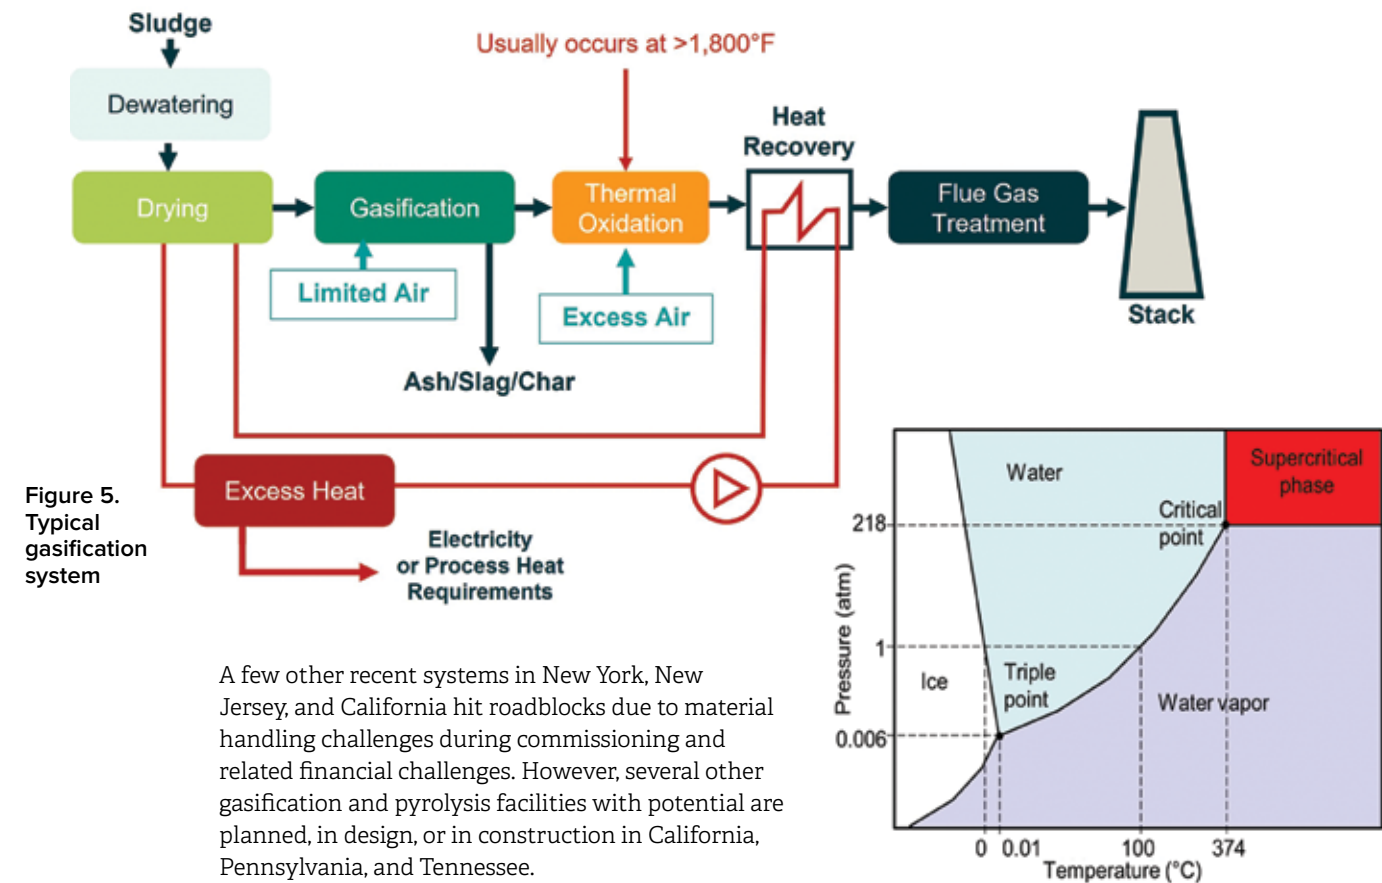 Sludge
Dewatering
Drying
Gasification
Limited Air
Ash/Slag/Char
Usually occurs at >1,800°F
Thermal
Oxidation
Excess Air
Heat
Recovery
Flue Gas
Treatment
Stack
Excess Heat
Electricity
or Process Heat
Requirements
Figure 5.
Typical
gasification
system
A few other recent systems in New York, New
Jersey, and California hit roadblocks due to material
handling challenges during commissioning and
related financial challenges. However, several other
gasification and pyrolysis facilities with potential are
planned, in design, or in construction in California,
Pennsylvania, and Tennessee.
Pressure (atm)
218
1
0.006
Water
Critical
point
Supercritical
phase
Ice
Triple
point
Water vapor
0 0.01 100 374
Temperature (°C)